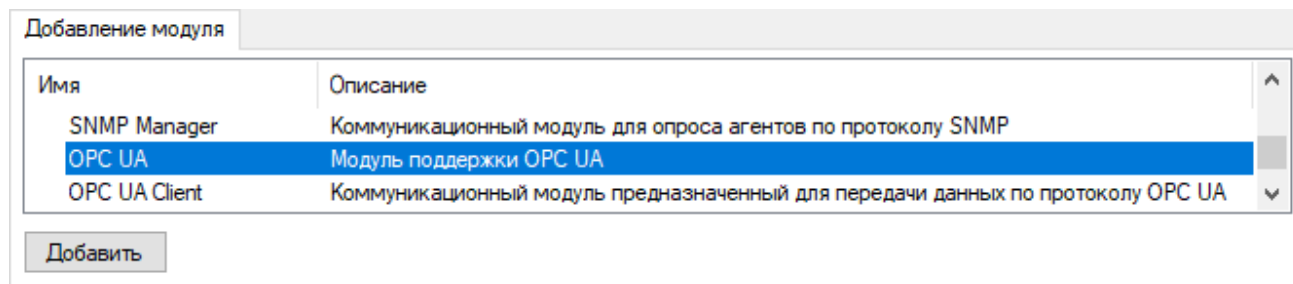 Добавление модуля
Имя Описание
SNMP Manager Коммуникационный модуль для опроса агентов по протоколу SNMP
OPC UA Модуль поддержки OPC UA
OPC UA Client Коммуникационный модуль предназначенный для передачи данных по протоколу OPC UA
Добавить